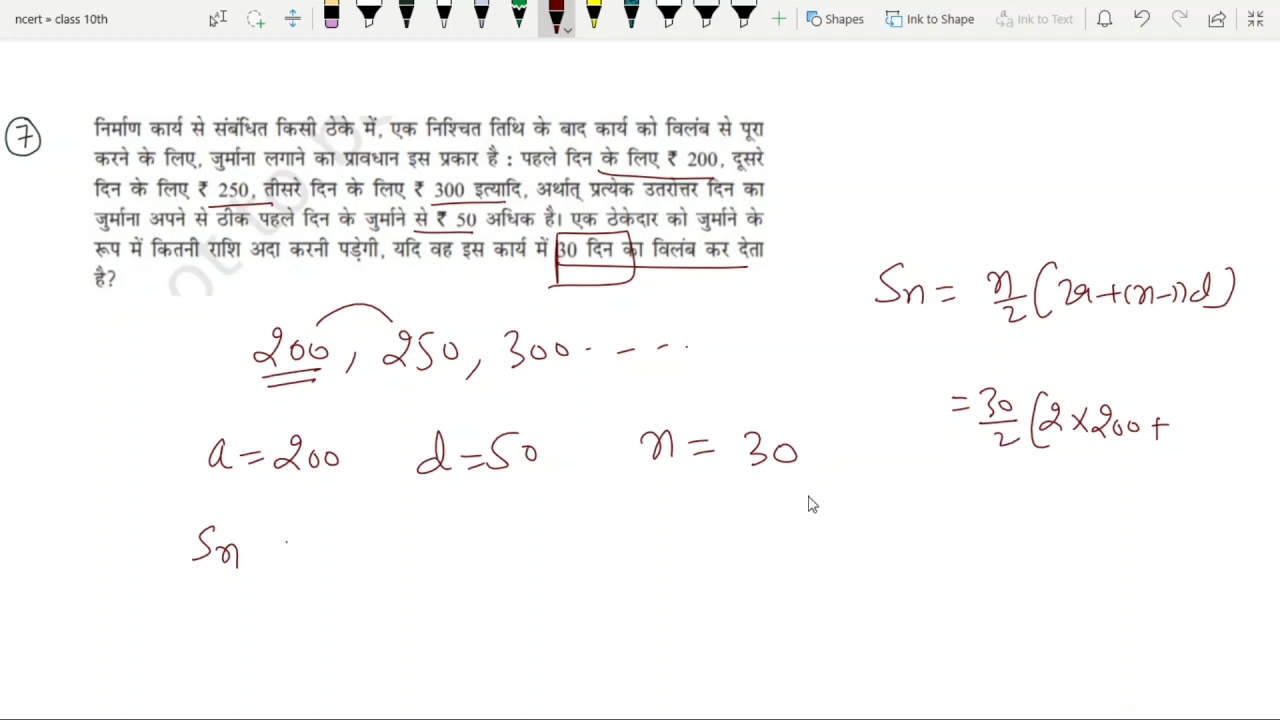 ncert » class 10th
Shapes
Ink to Shape
Ink to Text
7
निर्माण कार्य से संबंधित किसी ठेके में, एक निश्चित तिथि के बाद कार्य को विलंब से पूरा
करने के लिए, जुर्माना लगाने का प्रावधान इस प्रकार है : पहले दिन के लिए ₹ 200, दूसरे
दिन के लिए ₹ 250, तीसरे दिन के लिए ₹ 300 इत्यादि, अर्थात् प्रत्येक उतरोत्तर दिन का
जुर्माना अपने से ठीक पहले दिन के जुर्माने से ₹ 50 अधिक है। एक ठेकेदार को जुर्माने के
रूप में कितनी राशि अदा करनी पड़ेगी, यदि वह इस कार्य में 30 दिन का विलंब कर देता
है?
200, 250, 300 - - - -
a = 200 d = 50 n = 30
Sn
Sn = n/2 (2a + (n-1)d)
= 30/2 (2 × 200 +